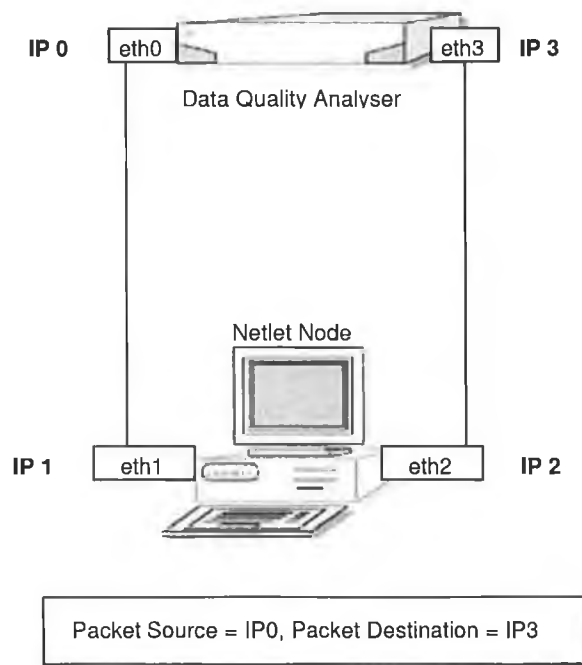 IP 0 eth0 eth3 IP 3
Data Quality Analyser
Netlet Node
IP 1 eth1 eth2 IP 2
Packet Source = IP0, Packet Destination = IP3